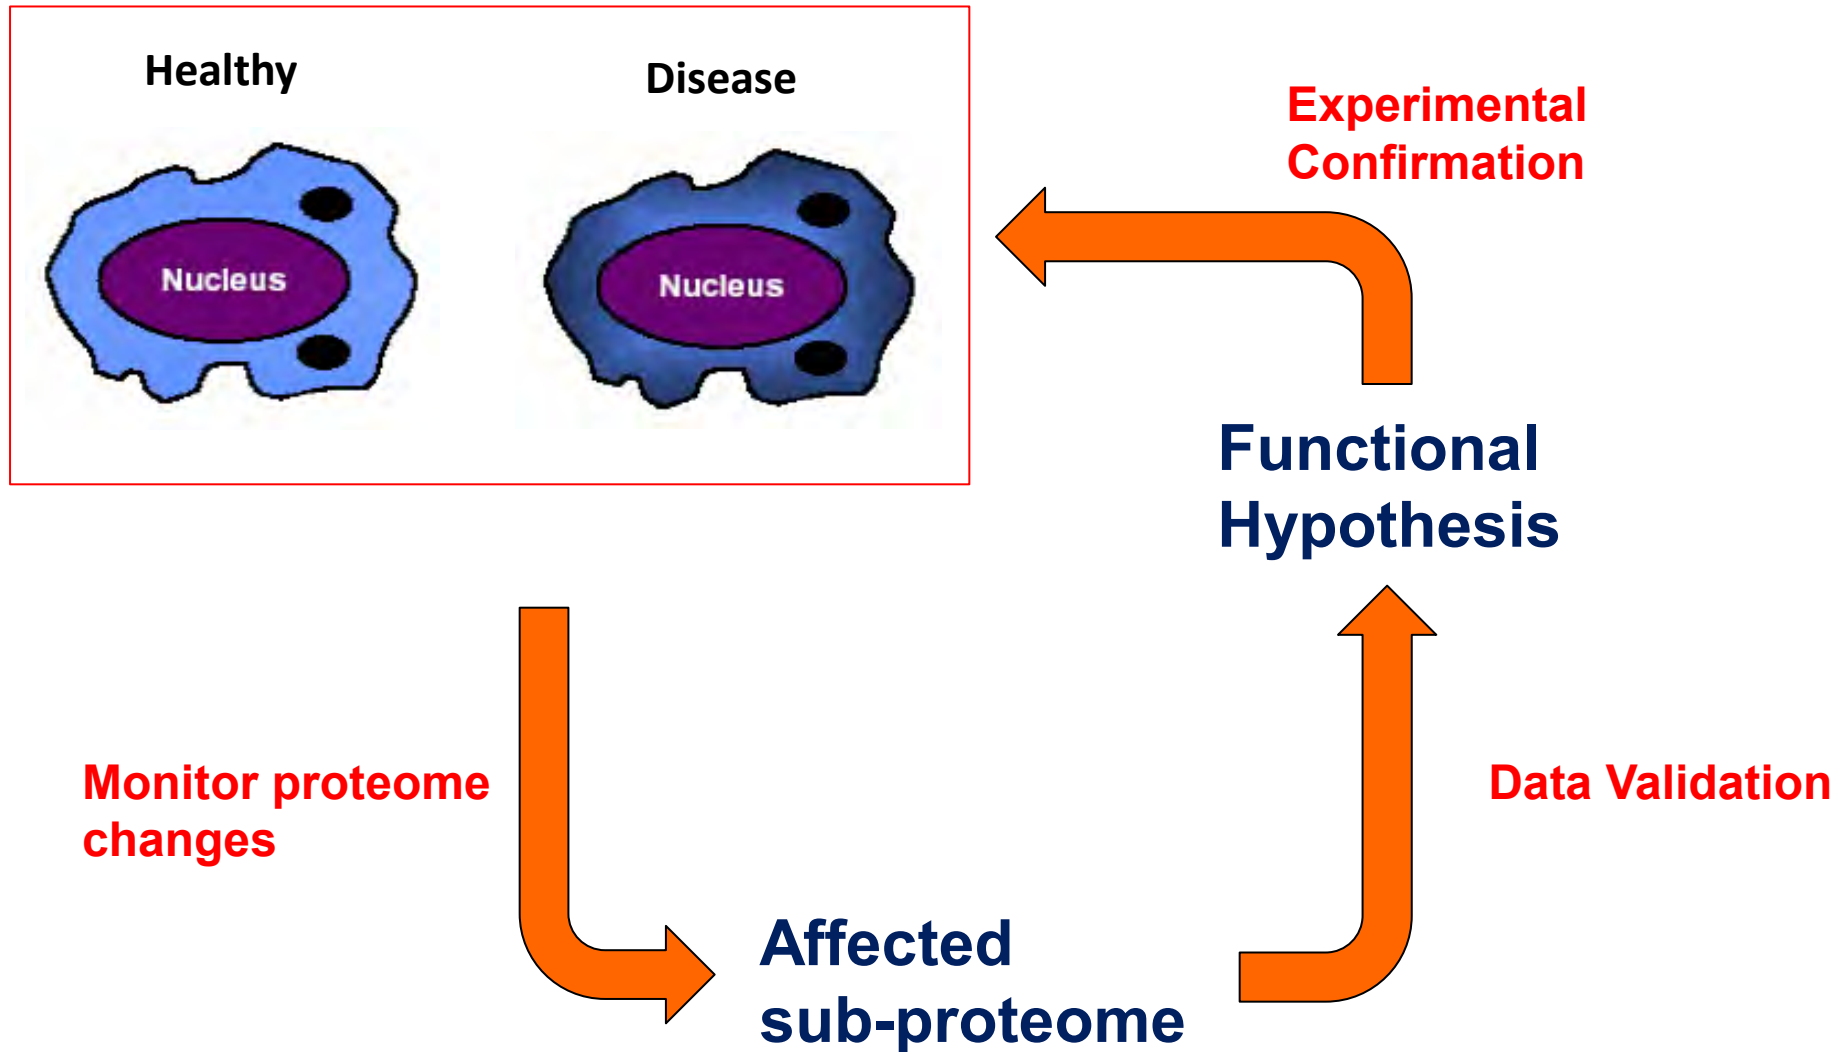 Healthy
Disease
Nucleus
Nucleus
Experimental
Confirmation
Functional
Hypothesis
Monitor proteome
changes
Data Validation
Affected
sub-proteome